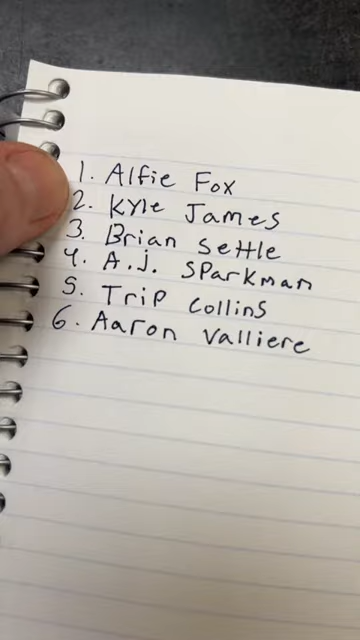 1. Alfie Fox
2. Kyle James
3. Brian Settle
4. A.J. Sparkman
5. Trip Collins
6. Aaron Valliere